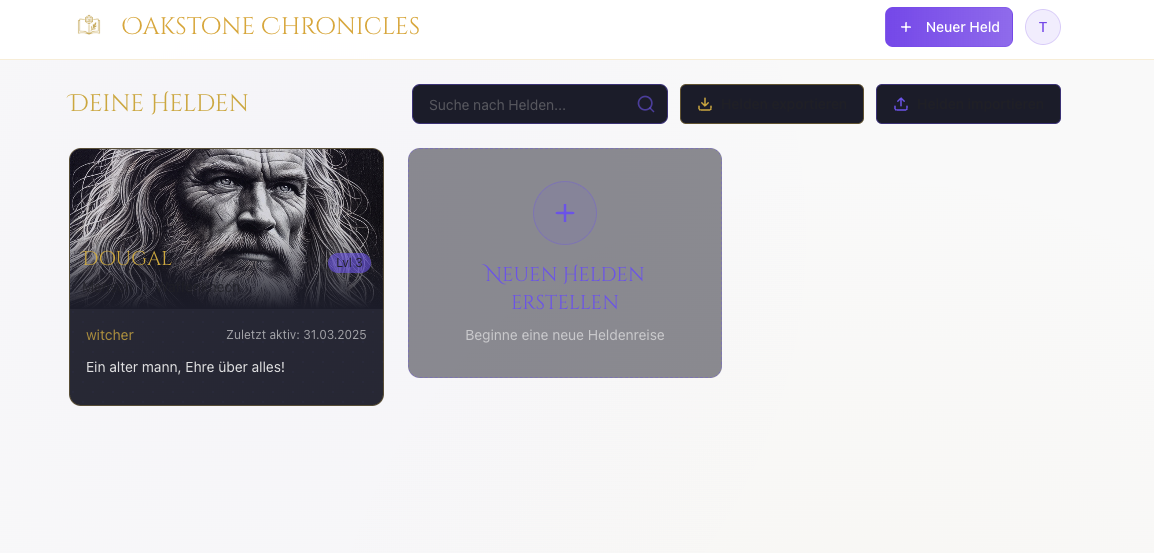 Oakstone Chronicles
Neuer Held
T
Deine Helden
Suche nach Helden...
Dougal
Lvl 3
witcher
Zuletzt aktiv: 31.03.2025
Ein alter mann, Ehre über alles!
Neuen Helden
erstellen
Beginne eine neue Heldenreise